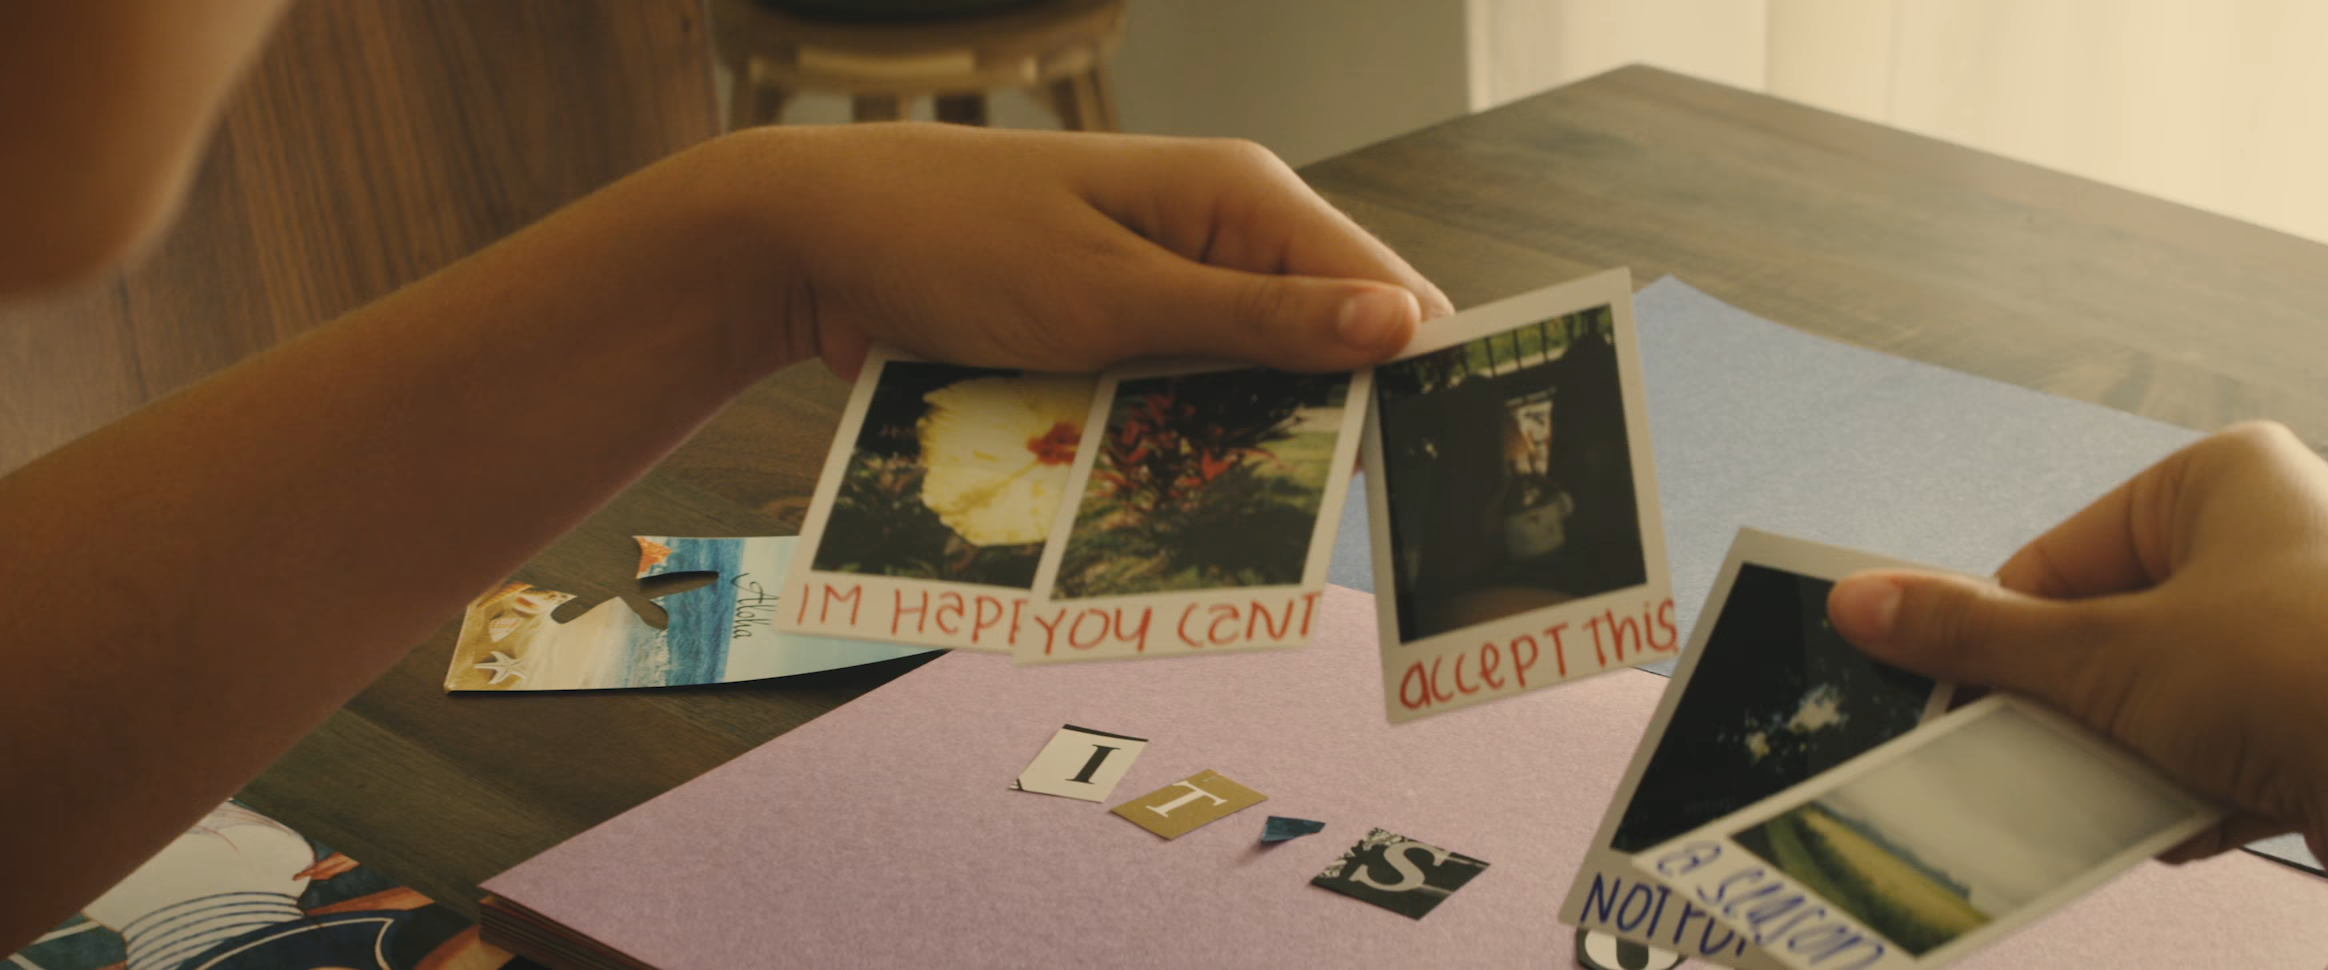 Aloha
IM HAPP
YOU CANT
ACCEPT THIS
I
T
S
a season
NOT